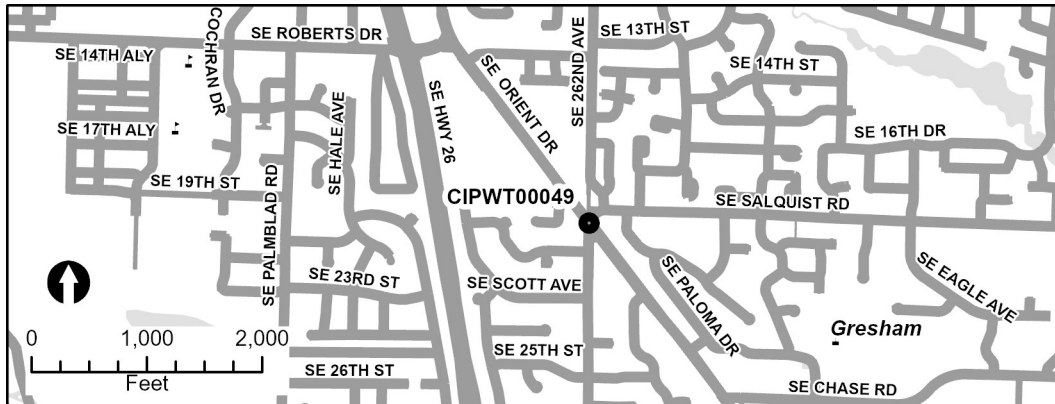 SE 13TH ST
SE ROBERTS DR
SE 14TH ALY
COCHRAN DR
SE ORIENT DR
SE 262ND AVE
SE 14TH ST
SE HWY 26
SE 17TH ALY
SE HALE AVE
SE 16TH DR
SE 19TH ST
CIPWT00049
SE SALQUIST RD
SE PALMBLAD RD
SE 23RD ST
SE SCOTT AVE
SE PALOMA DR
SE EAGLE AVE
Gresham
0 1,000 2,000
Feet
SE 25TH ST
SE 26TH ST
SE CHASE RD